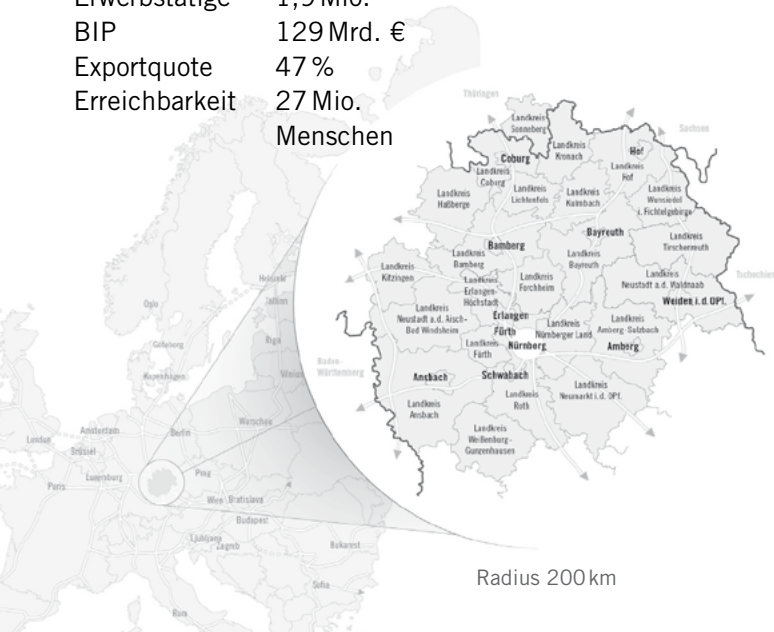 Erwerbstätige 1,9 Mio.
BIP 129 Mrd. €
Exportquote 47 %
Erreichbarkeit 27 Mio.
Menschen
Thüringen
Sachsen
Landkreis
Sonneberg
Landkreis
Kronach
Hof
Coburg
Landkreis
Hof
Landkreis
Coburg
Landkreis
Lichtenfels
Landkreis
Kulmbach
Landkreis
Wunsiedel
i. Fichtelgebirge
Landkreis
Haßberge
Bayreuth
Landkreis
Tirschenreuth
Bamberg
Landkreis
Bamberg
Landkreis
Bayreuth
Landkreis
Kitzingen
Landkreis
Erlangen-
Höchstadt
Landkreis
Forchheim
Landkreis
Neustadt a.d. Waldnaab
Tschechien
Weiden i. d. OPf.
Landkreis
Neustadt a.d. Aisch-
Bad Windsheim
Erlangen
Fürth
Landkreis
Nürnberger Land
Landkreis
Amberg-Sulzbach
Landkreis
Fürth
Nürnberg
Amberg
Baden-
Württemberg
Ansbach
Schwabach
Landkreis
Ansbach
Landkreis
Roth
Landkreis
Neumarkt i. d. OPf.
Landkreis
Weißenburg-
Gunzenhausen
Helsinki
Tallinn
Oslo
Göteborg
Riga
Kopenhagen
Vilnius
Warschau
Berlin
Amsterdam
London
Brüssel
Luxemburg
Paris
Prag
Wien
Bratislava
Budapest
Ljubljana
Zagreb
Bukarest
Sofia
Rom
Radius 200 km